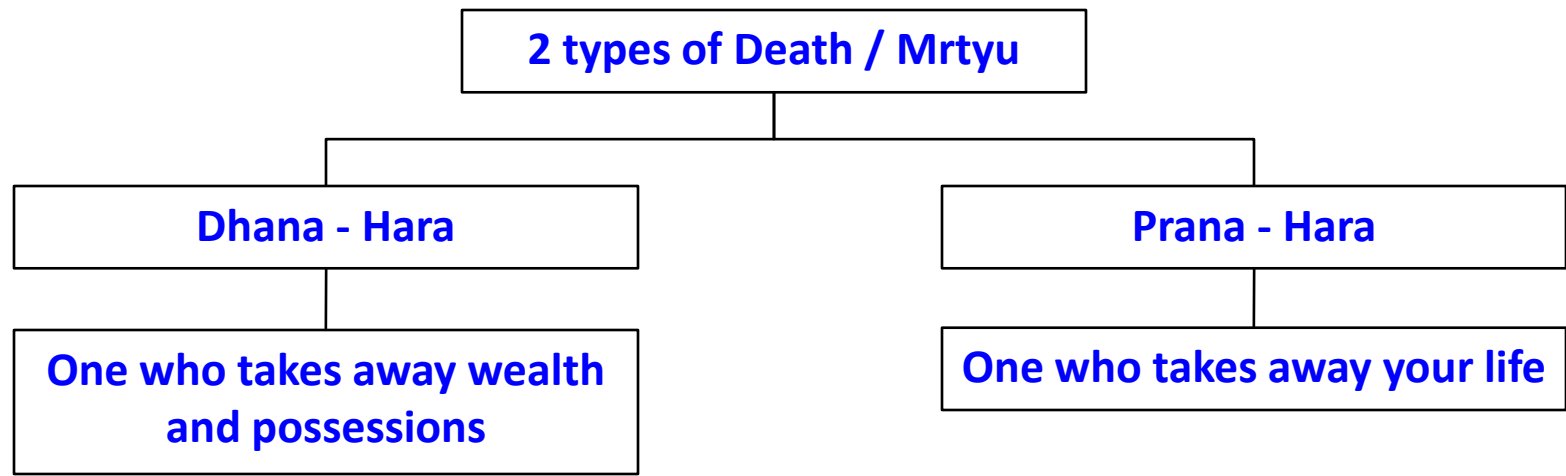 2 types of Death / Mrtyu
Dhana - Hara
Prana - Hara
One who takes away wealth
and possessions
One who takes away your life